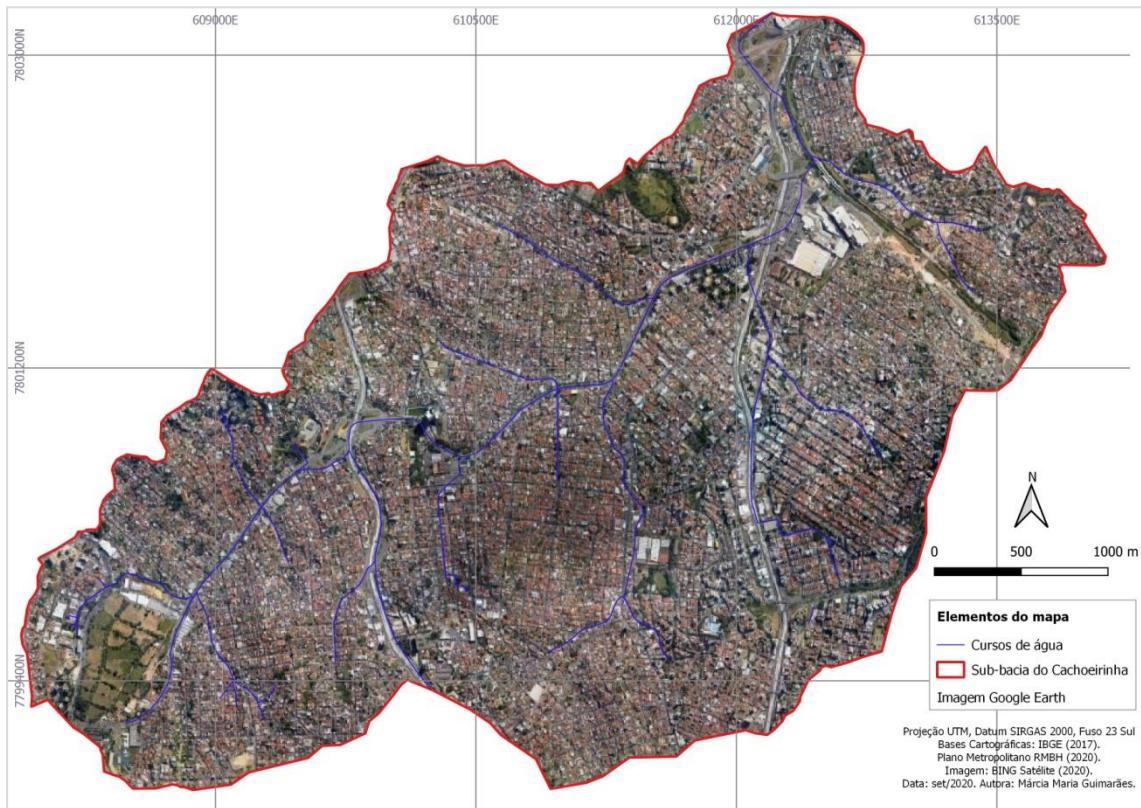 609000E
610500E
612000E
613500E
7803000N
7801200N
7799400N
N
0 500 1000 m
Elementos do mapa
Cursos de água
Sub-bacia do Cachoeirinha
Imagem Google Earth
Projeção UTM, Datum SIRGAS 2000, Fuso 23 Sul
Bases Cartográficas: IBGE (2017).
Plano Metropolitano RMBH (2020).
Imagem: BING Satélite (2020).
Data: set/2020. Autora: Márcia Maria Guimarães.